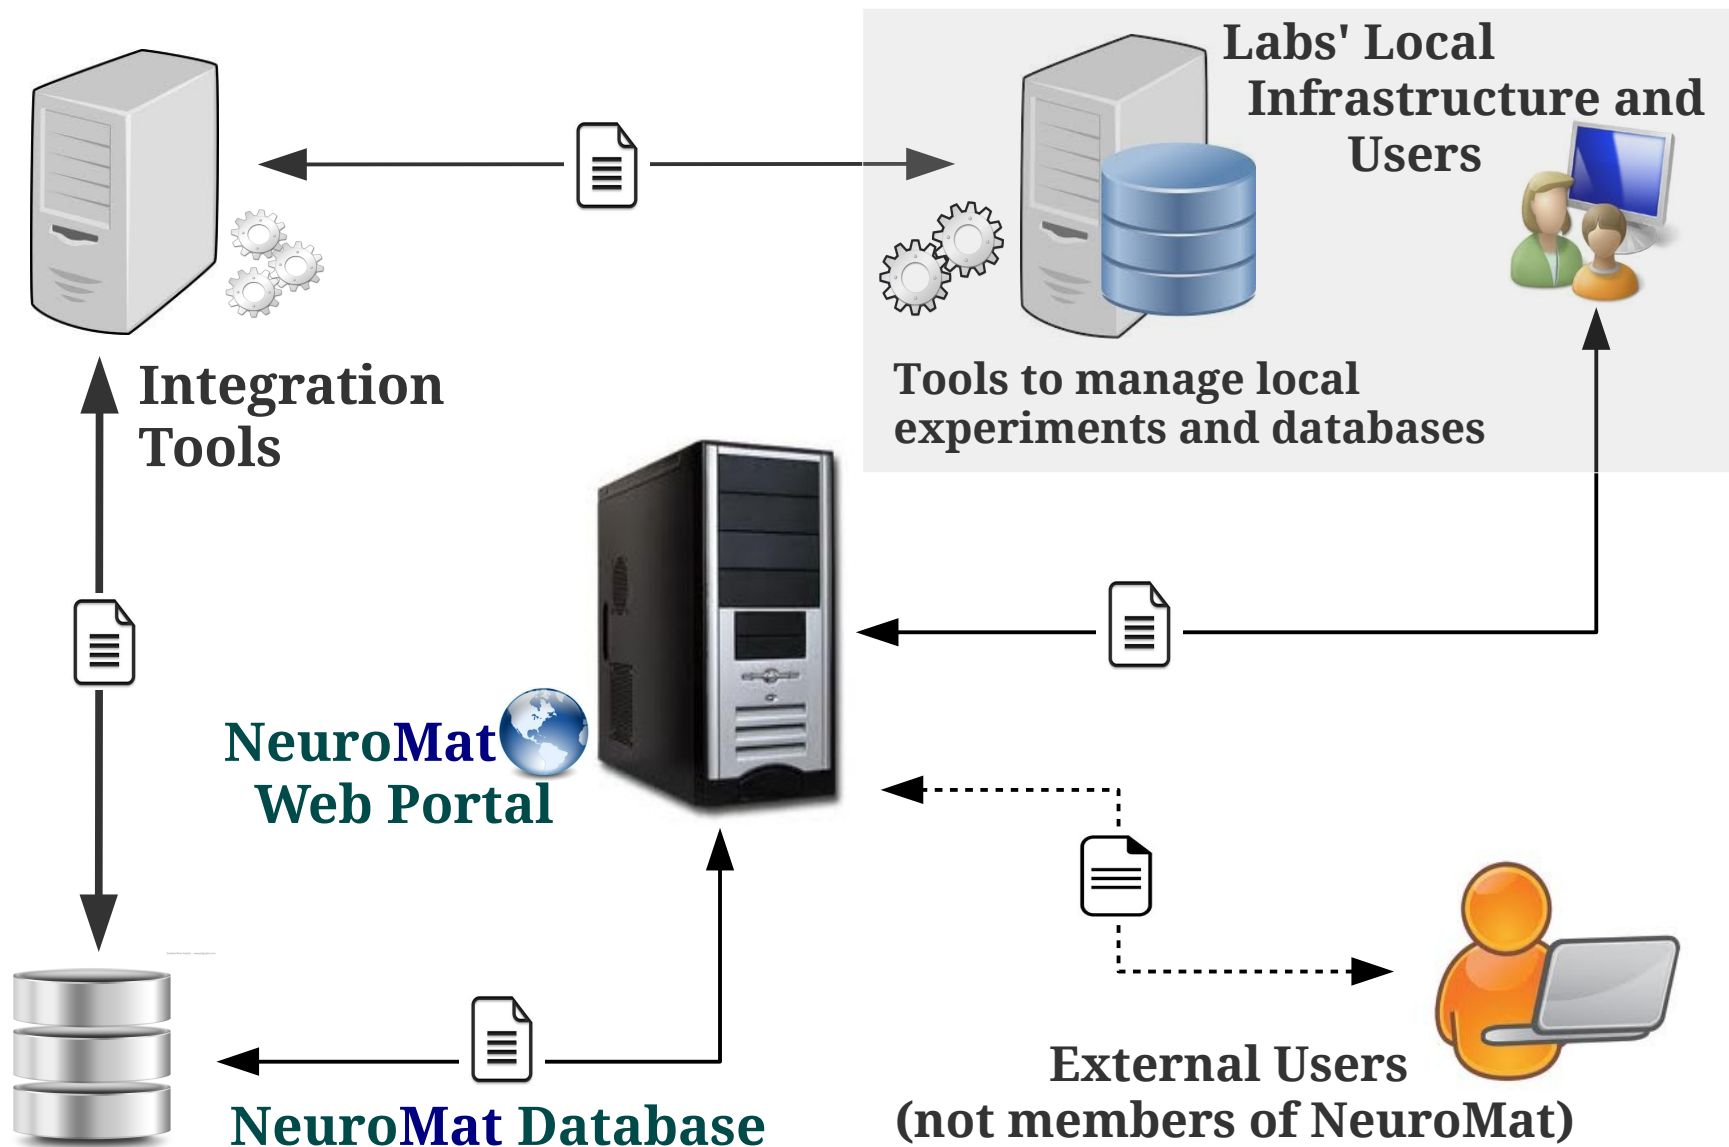 Labs' Local
Infrastructure and
Users
Tools to manage local
experiments and databases
Integration
Tools
NeuroMat
Web Portal
NeuroMat Database
External Users
(not members of NeuroMat)